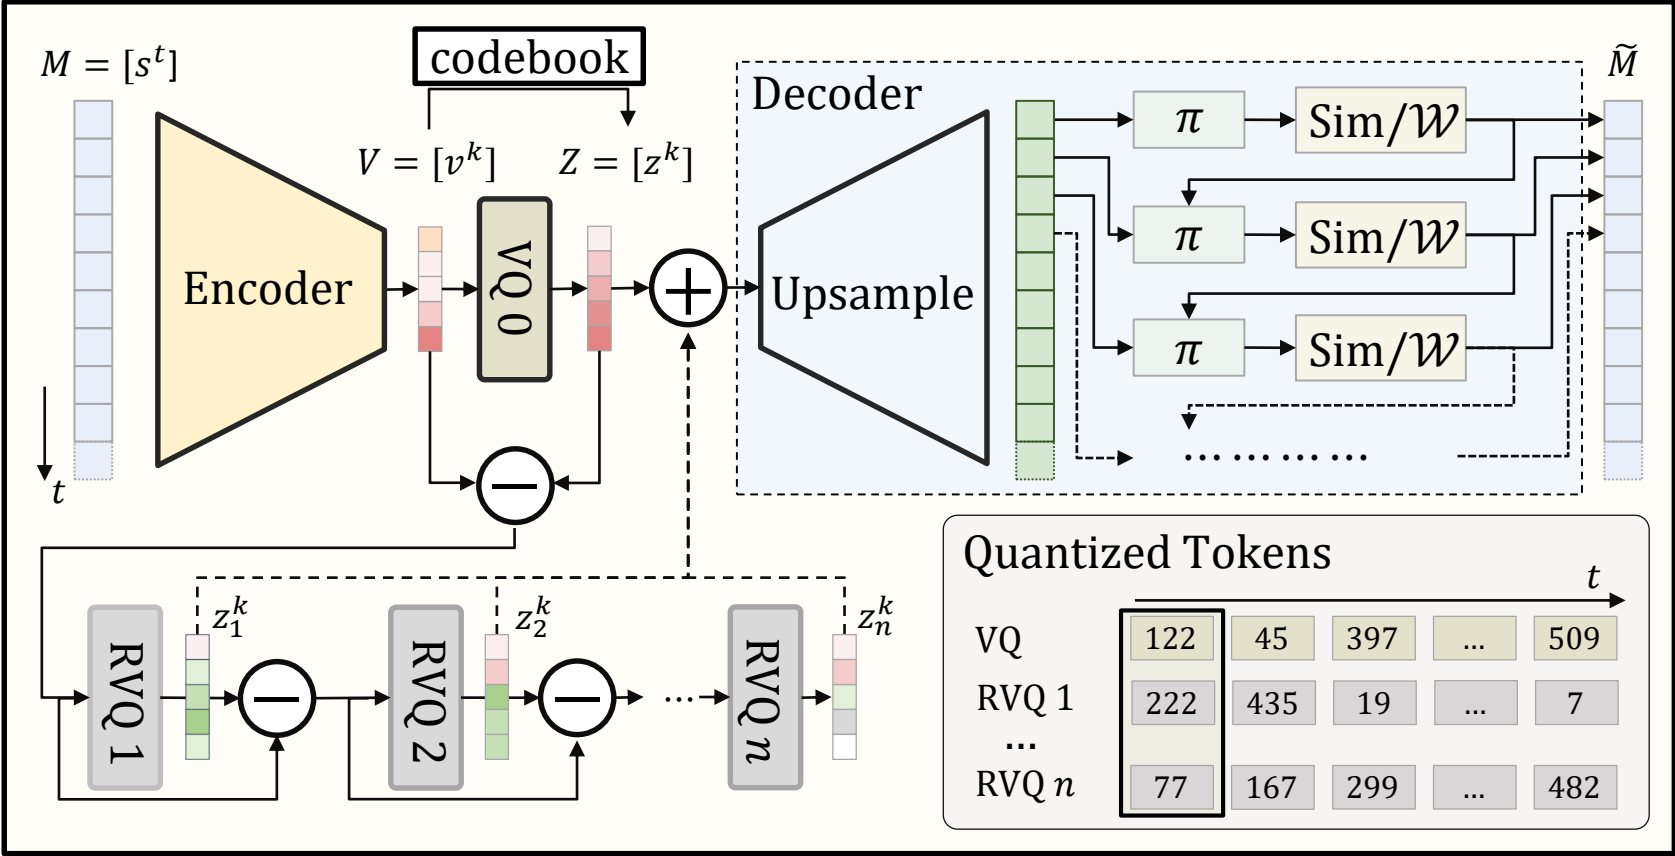 M = [s^t]
codebook
M̃
Decoder
V = [v^k]
Z = [z^k]
π
Sim/𝒲
VQ 0
π
Sim/𝒲
Encoder
Upsample
π
Sim/𝒲
... ... ... ...
t
Quantized Tokens
t
z_1^k
z_2^k
z_n^k
RVQ 1
RVQ 2
...
RVQ n
VQ 122 45 397 ... 509
RVQ 1 222 435 19 ... 7
...
RVQ n 77 167 299 ... 482